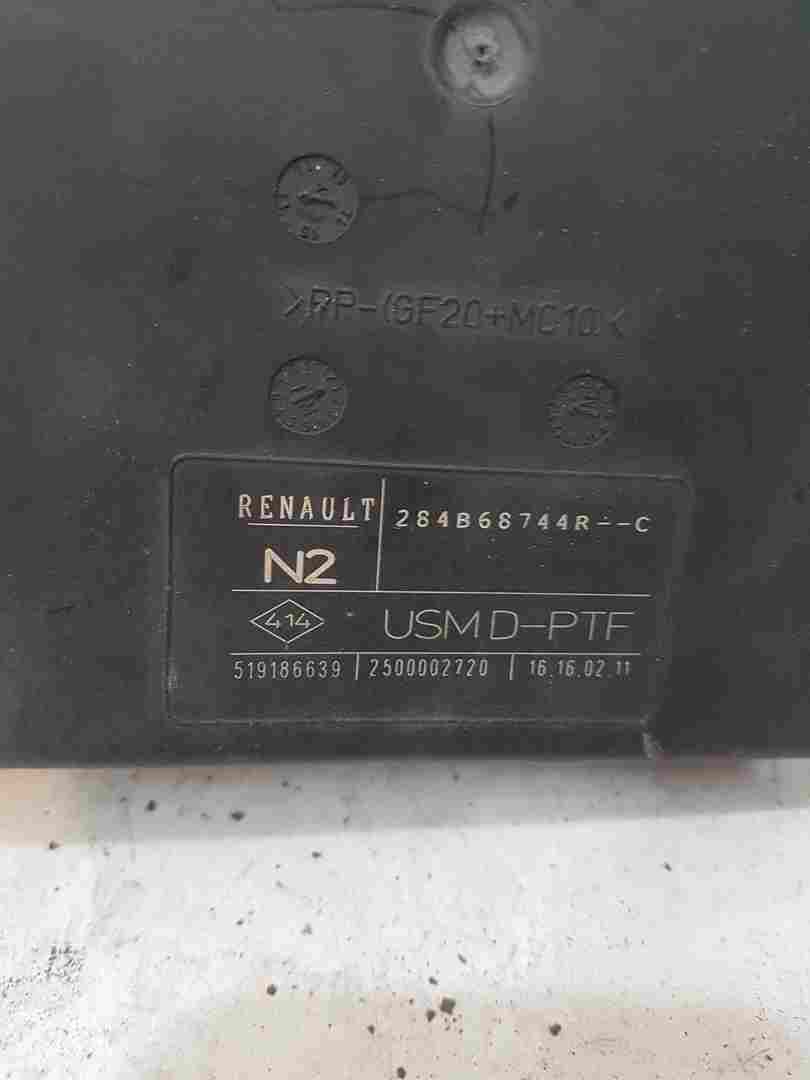 >PP-(GF20+MC10)<
RENAULT 284B68744R--C
N2
414 USM D-PTF
519186639 | 2500002720 | 16.16.02.11